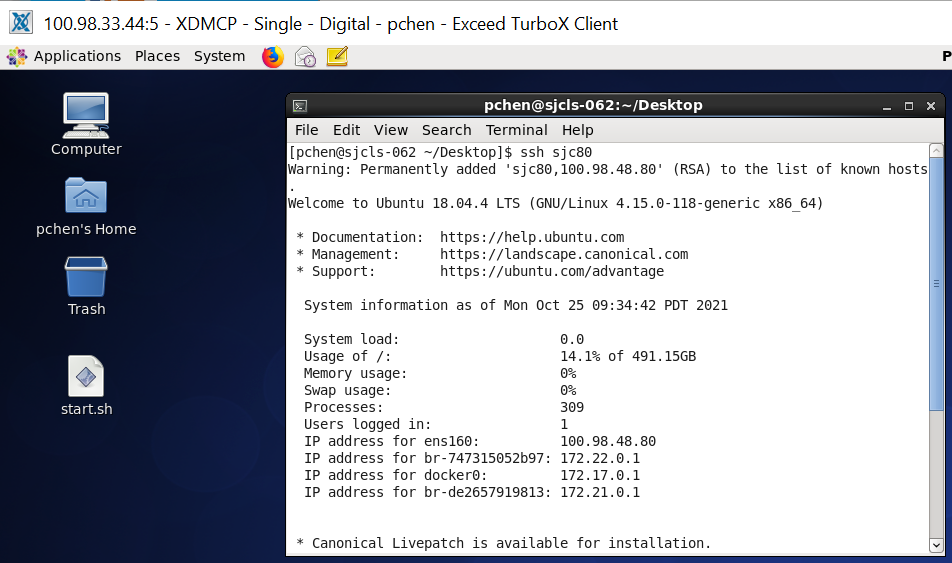 100.98.33.44:5 - XDMCP - Single - Digital - pchen - Exceed TurboX Client
Applications Places System
P
Computer
pchen's Home
Trash
start.sh
pchen@sjcls-062:~/Desktop
File Edit View Search Terminal Help
[pchen@sjcls-062 ~/Desktop]$ ssh sjc80
Warning: Permanently added 'sjc80,100.98.48.80' (RSA) to the list of known hosts
.
Welcome to Ubuntu 18.04.4 LTS (GNU/Linux 4.15.0-118-generic x86_64)
* Documentation: https://help.ubuntu.com
* Management: https://landscape.canonical.com
* Support: https://ubuntu.com/advantage
System information as of Mon Oct 25 09:34:42 PDT 2021
System load: 0.0
Usage of /: 14.1% of 491.15GB
Memory usage: 0%
Swap usage: 0%
Processes: 309
Users logged in: 1
IP address for ens160: 100.98.48.80
IP address for br-747315052b97: 172.22.0.1
IP address for docker0: 172.17.0.1
IP address for br-de2657919813: 172.21.0.1
* Canonical Livepatch is available for installation.